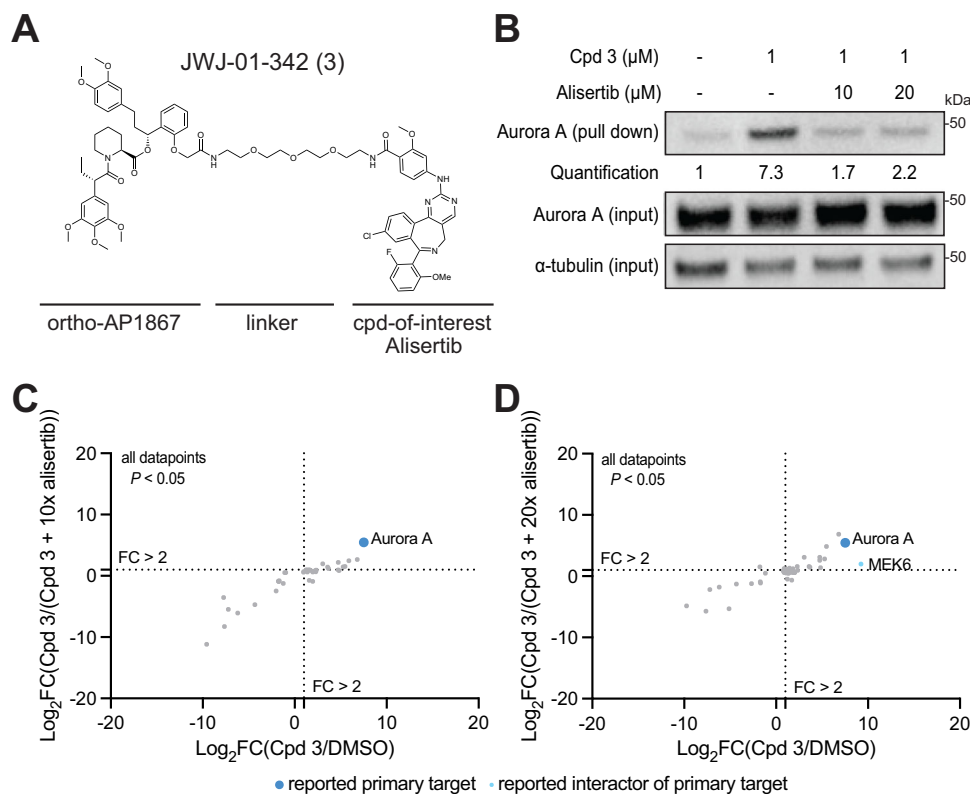 A
JWJ-01-342 (3)
ortho-AP1867
linker
cpd-of-interest
Alisertib
B
Cpd 3 (μM) - 1 1 1
Alisertib (μM) - - 10 20
kDa
Aurora A (pull down)
-50
Quantification 1 7.3 1.7 2.2
Aurora A (input)
-50
α-tubulin (input)
-50
C
Log2FC(Cpd 3/(Cpd 3 + 10x alisertib))
all datapoints
P < 0.05
Aurora A
FC > 2
FC > 2
20
10
0
-10
-20
-20 -10 0 10 20
Log2FC(Cpd 3/DMSO)
D
Log2FC(Cpd 3/(Cpd 3 + 20x alisertib))
all datapoints
P < 0.05
Aurora A
MEK6
FC > 2
FC > 2
20
10
0
-10
-20
-20 -10 0 10 20
Log2FC(Cpd 3/DMSO)
reported primary target
reported interactor of primary target